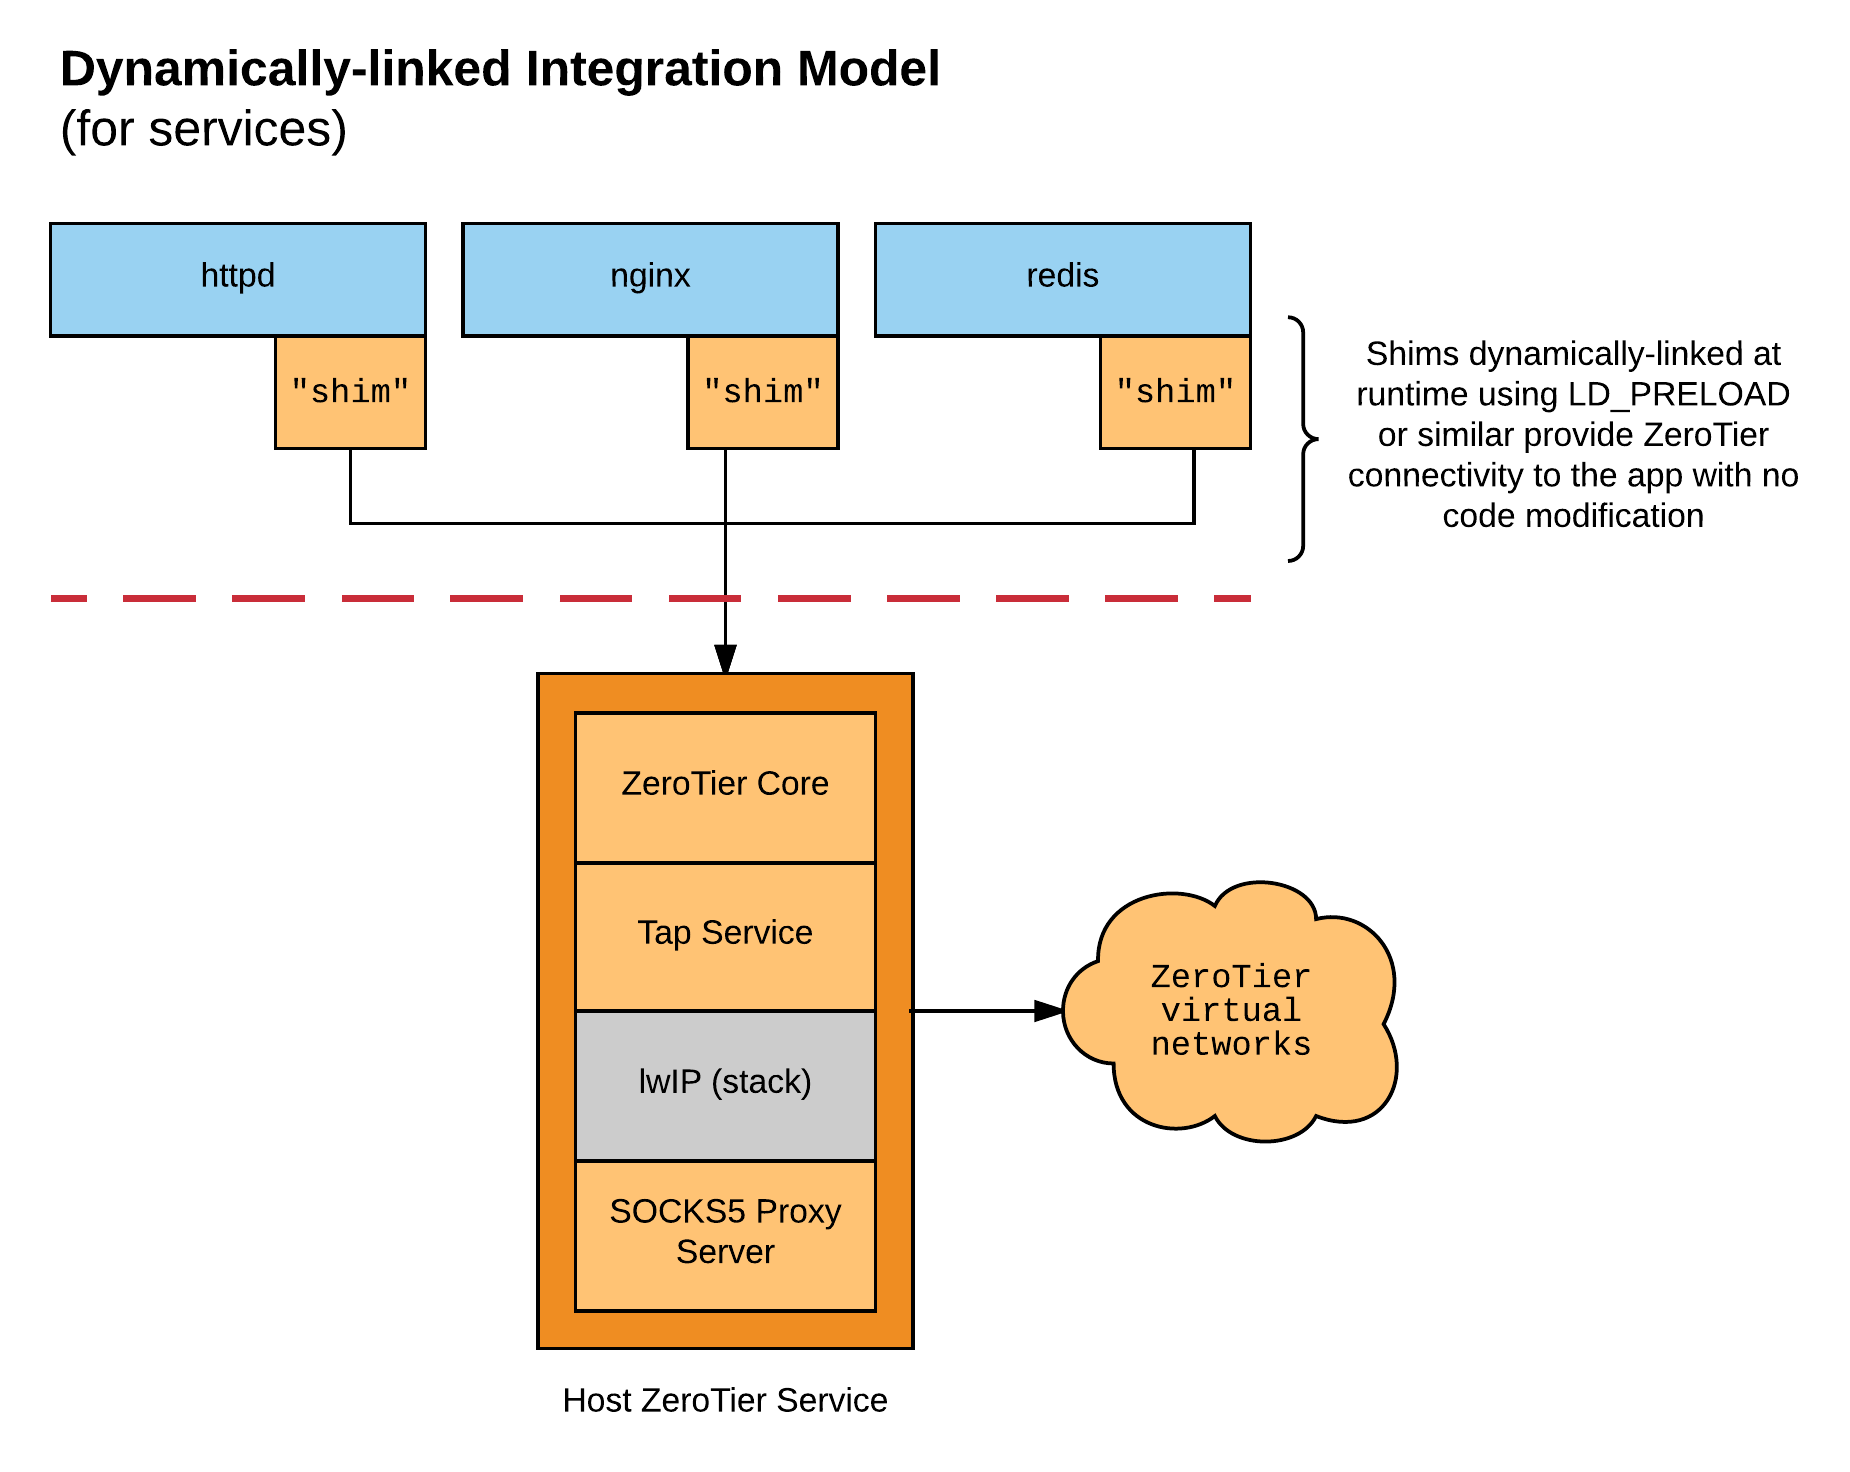 Dynamically-linked Integration Model
(for services)
httpd
nginx
redis
"shim"
"shim"
"shim"
Shims dynamically-linked at
runtime using LD_PRELOAD
or similar provide ZeroTier
connectivity to the app with no
code modification
ZeroTier Core
Tap Service
lwIP (stack)
SOCKS5 Proxy
Server
ZeroTier
virtual
networks
Host ZeroTier Service